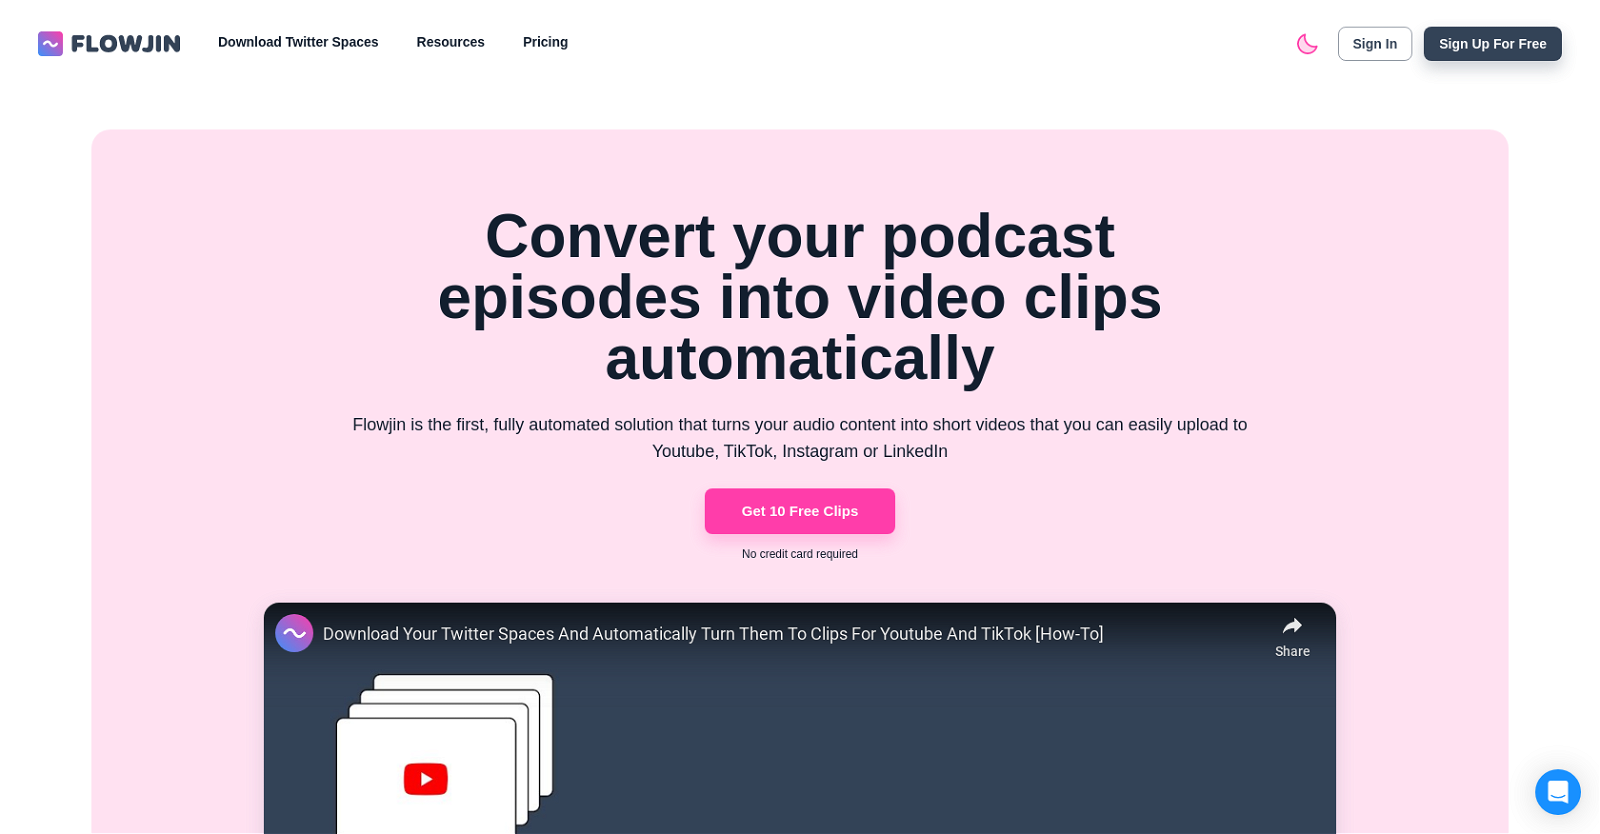 FLOWJIN
Download Twitter Spaces
Resources
Pricing
Sign In
Sign Up For Free
Convert your podcast
episodes into video clips
automatically
Flowjin is the first, fully automated solution that turns your audio content into short videos that you can easily upload to
Youtube, TikTok, Instagram or LinkedIn
Get 10 Free Clips
No credit card required
Download Your Twitter Spaces And Automatically Turn Them To Clips For Youtube And TikTok [How-To]
Share